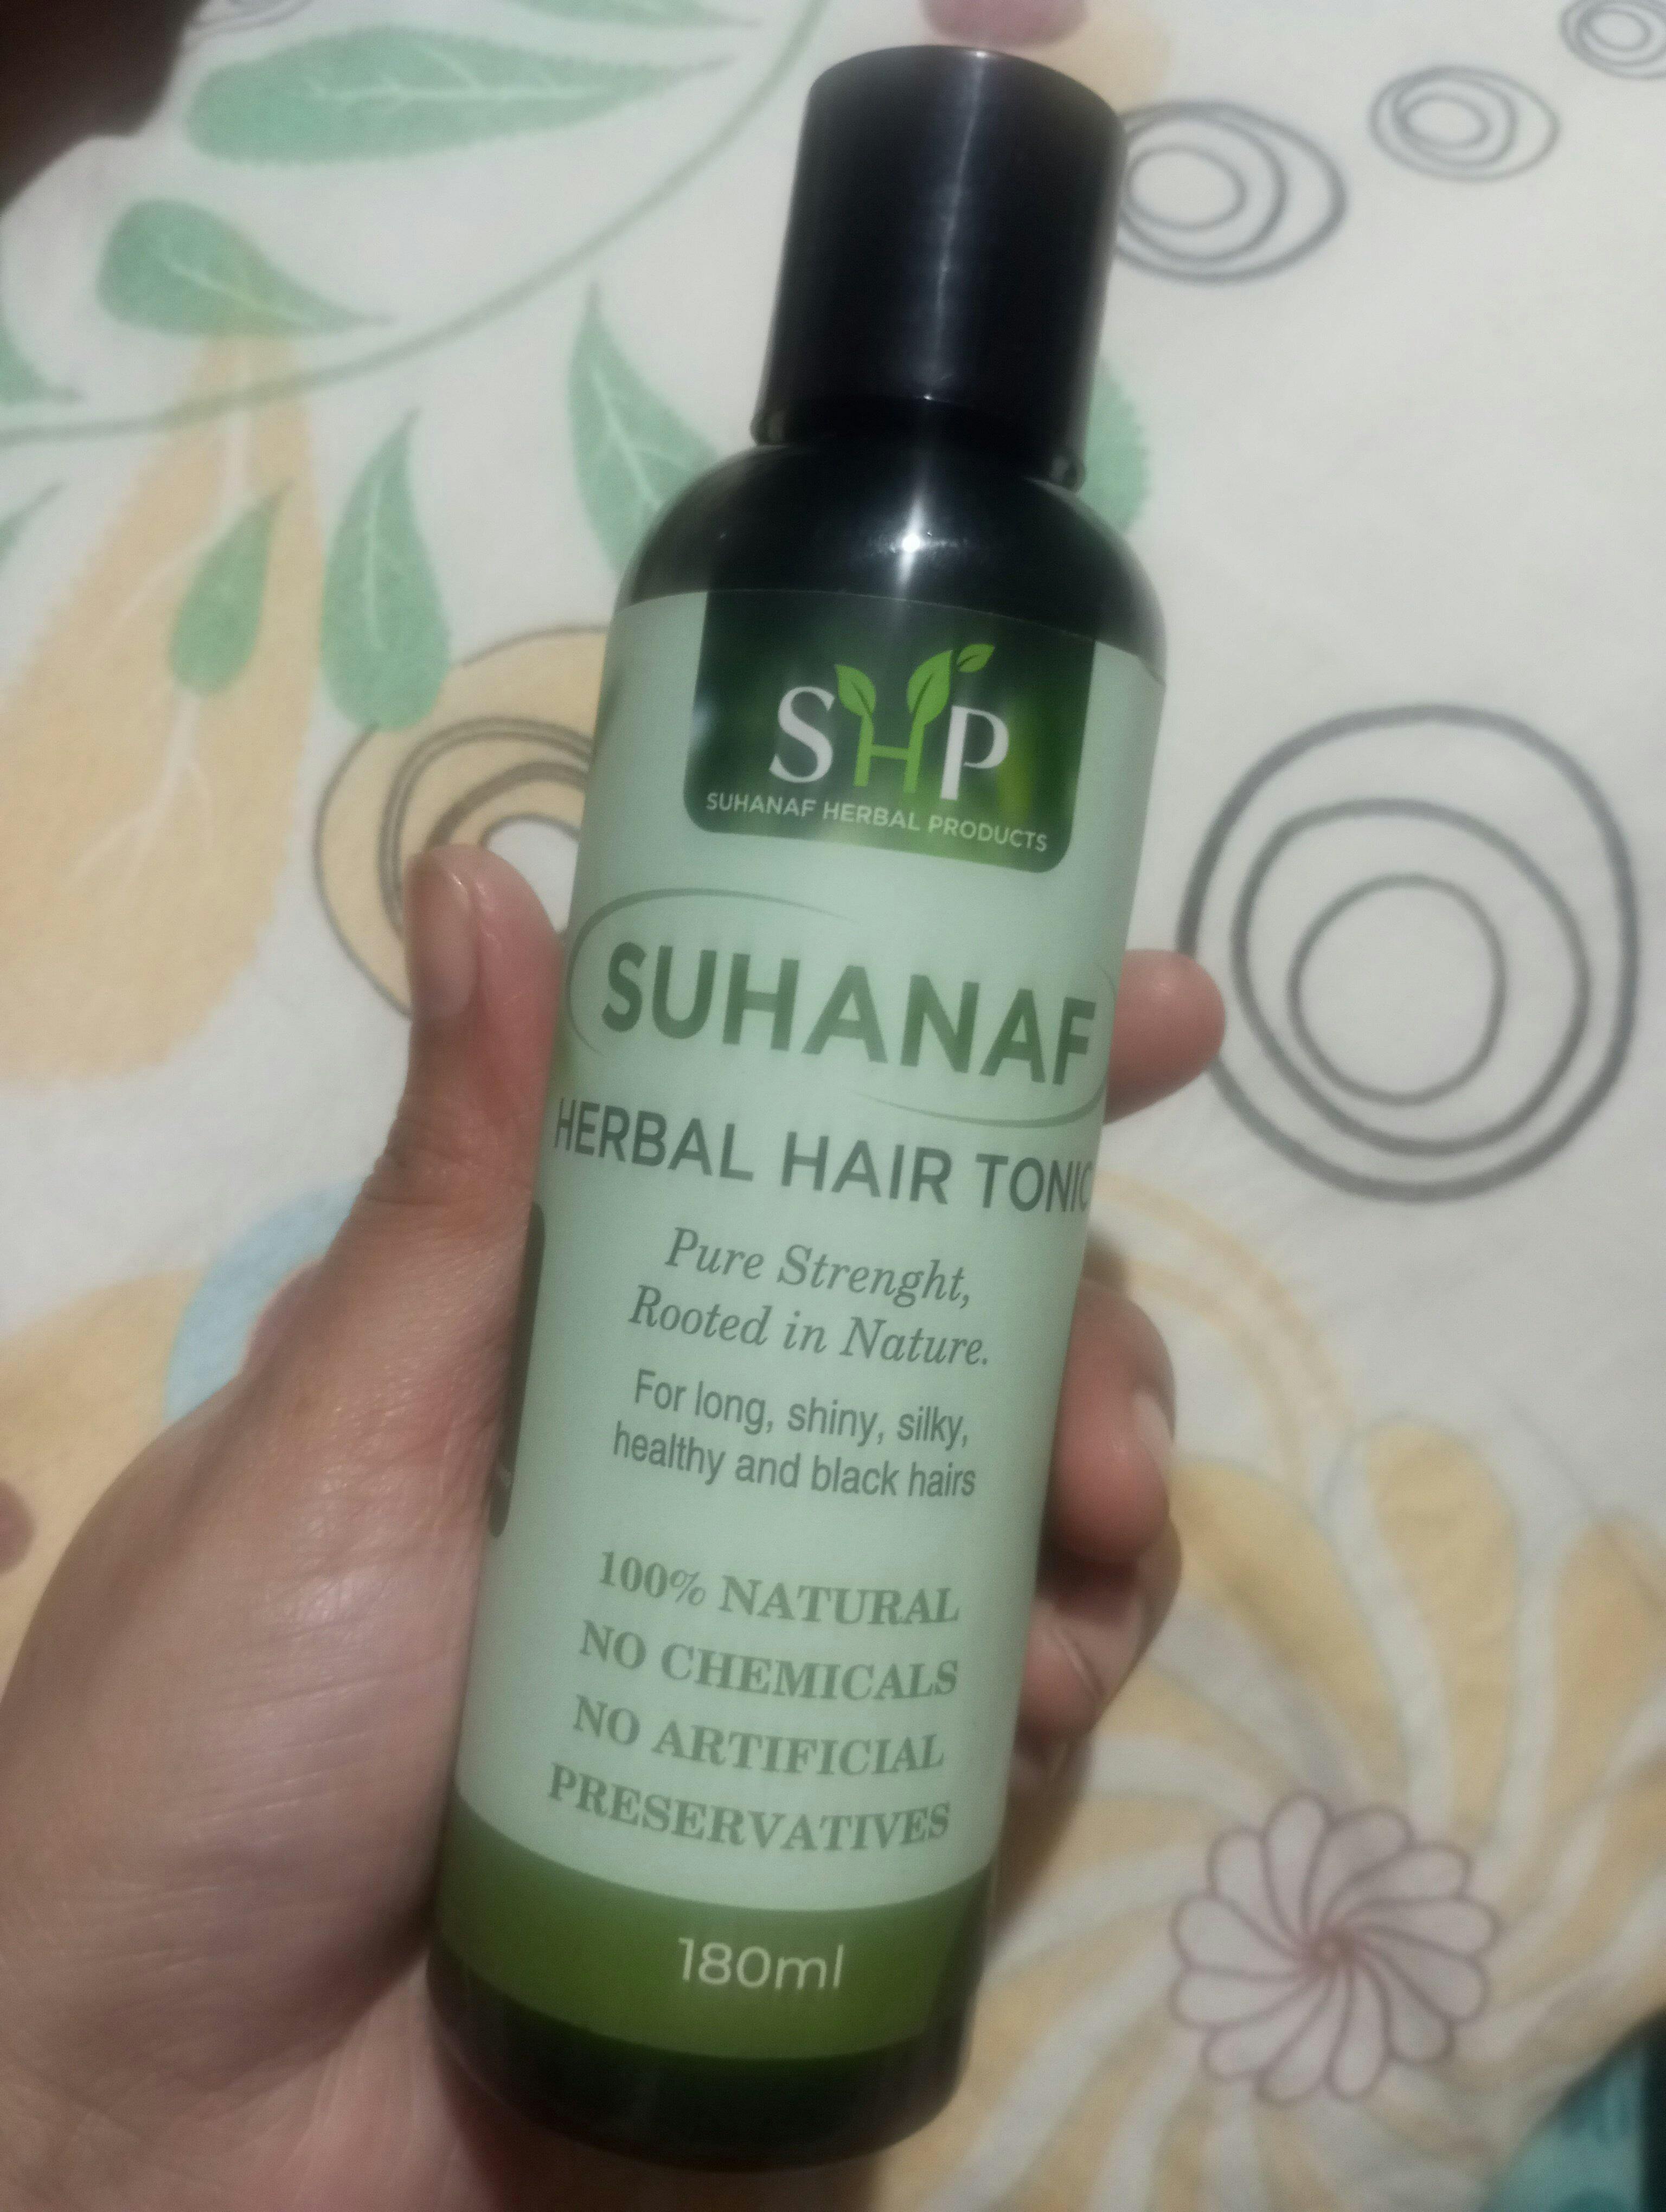 SHP
SUHANAF HERBAL PRODUCTS
SUHANAF
HERBAL HAIR TONIC
Pure Strenght,
Rooted in Nature.
For long, shiny, silky,
healthy and black hairs
100% NATURAL
NO CHEMICALS
NO ARTIFICIAL
PRESERVATIVES
180ml